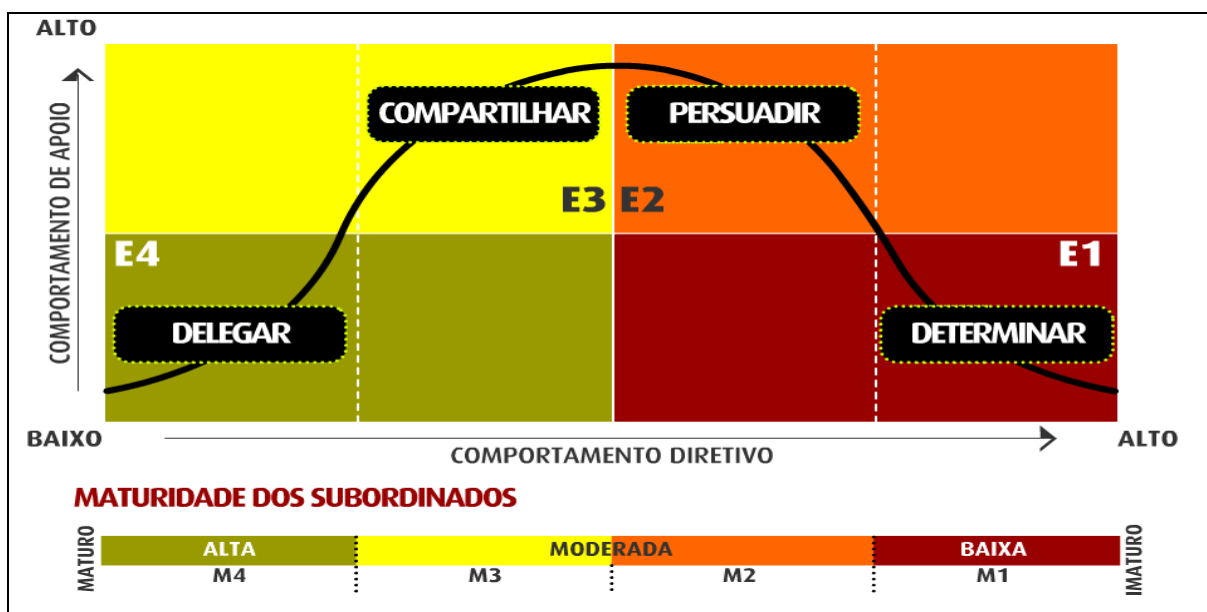 ALTO
COMPORTAMENTO DE APOIO
COMPARTILHAR
PERSUADIR
E3
E2
E4
E1
DELEGAR
DETERMINAR
BAIXO
ALTO
COMPORTAMENTO DIRETIVO
MATURIDADE DOS SUBORDINADOS
MATURO
ALTA
MODERADA
BAIXA
IMATURO
M4
M3
M2
M1